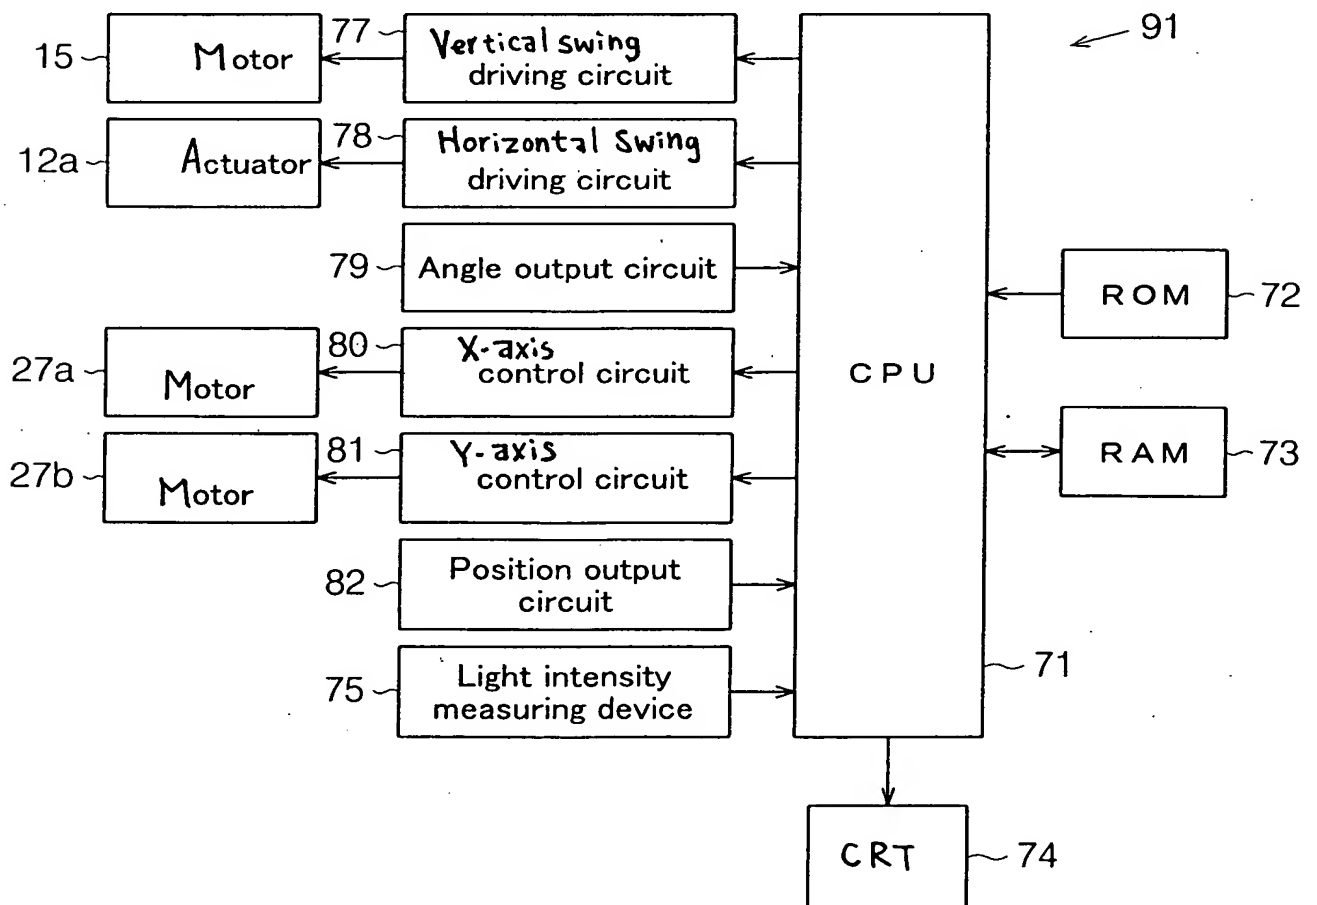 91
15
Motor
77
Vertical swing
driving circuit
12a
Actuator
78
Horizontal Swing
driving circuit
79
Angle output circuit
27a
Motor
80
X-axis
control circuit
27b
Motor
81
Y-axis
control circuit
82
Position output
circuit
75
Light intensity
measuring device
CPU
71
ROM
72
RAM
73
CRT
74